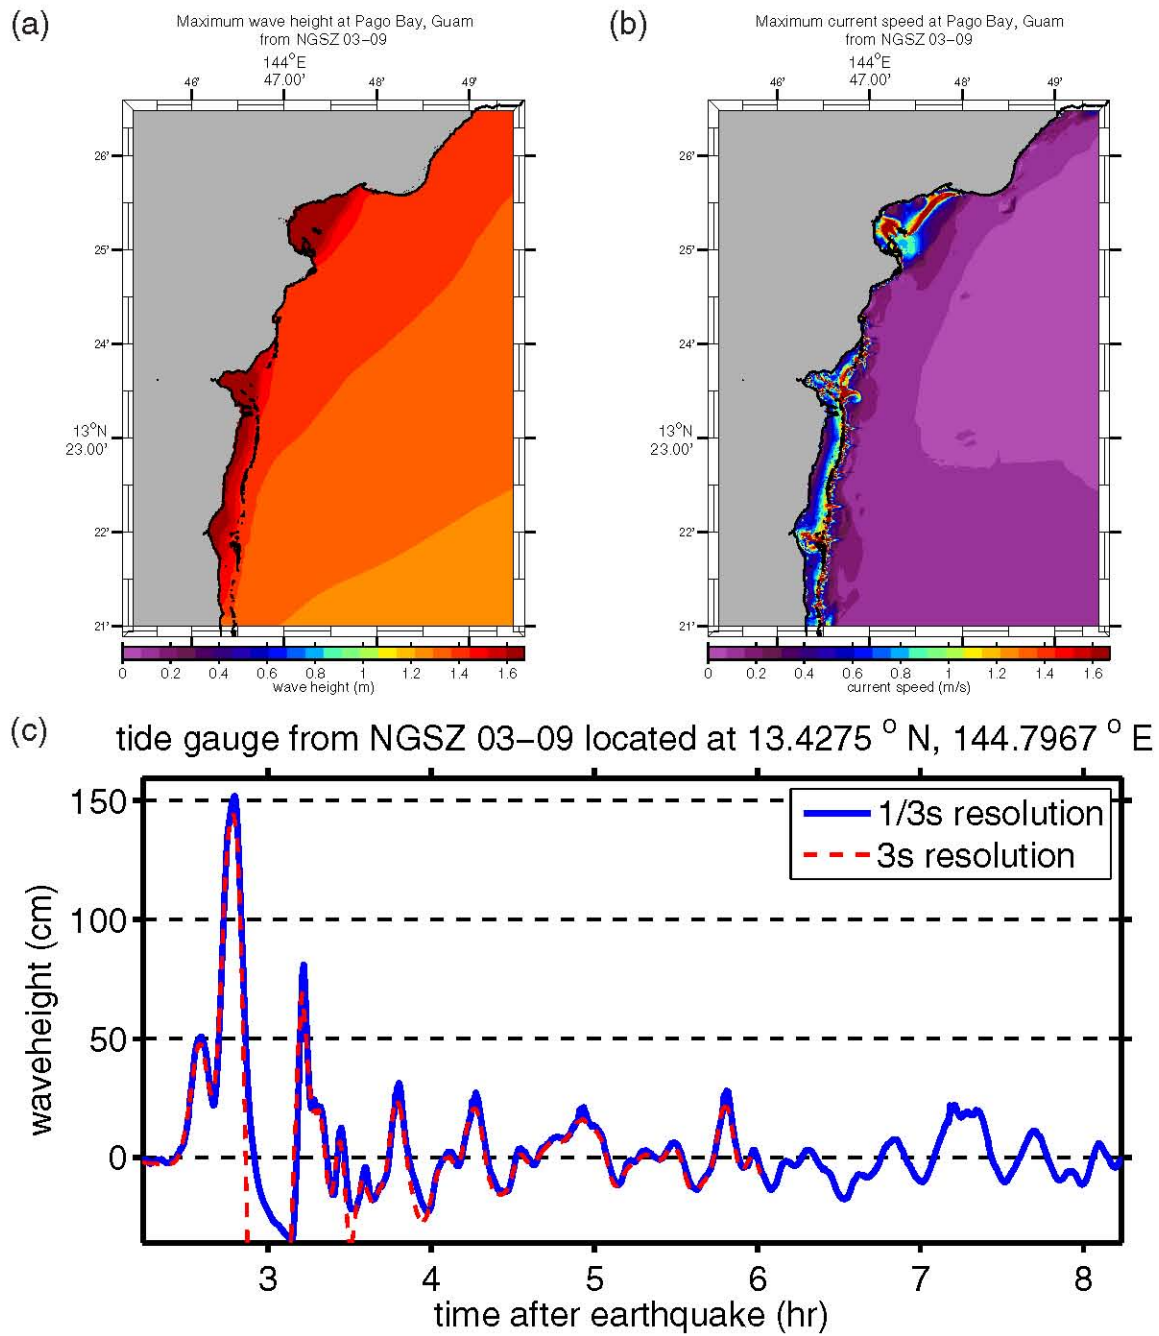 (a)
Maximum wave height at Pago Bay, Guam
from NGSZ 03−09
144°E
46' 47.00' 48' 49'
26'
25'
24'
13°N
23.00'
22'
21'
0 0.2 0.4 0.6 0.8 1 1.2 1.4 1.6
wave height (m)
(b)
Maximum current speed at Pago Bay, Guam
from NGSZ 03−09
144°E
46' 47.00' 48' 49'
26'
25'
24'
13°N
23.00'
22'
21'
0 0.2 0.4 0.6 0.8 1 1.2 1.4 1.6
current speed (m/s)
(c)
tide gauge from NGSZ 03−09 located at 13.4275 ° N, 144.7967 ° E
1/3s resolution
3s resolution
waveheight (cm)
150
100
50
0
3 4 5 6 7 8
time after earthquake (hr)